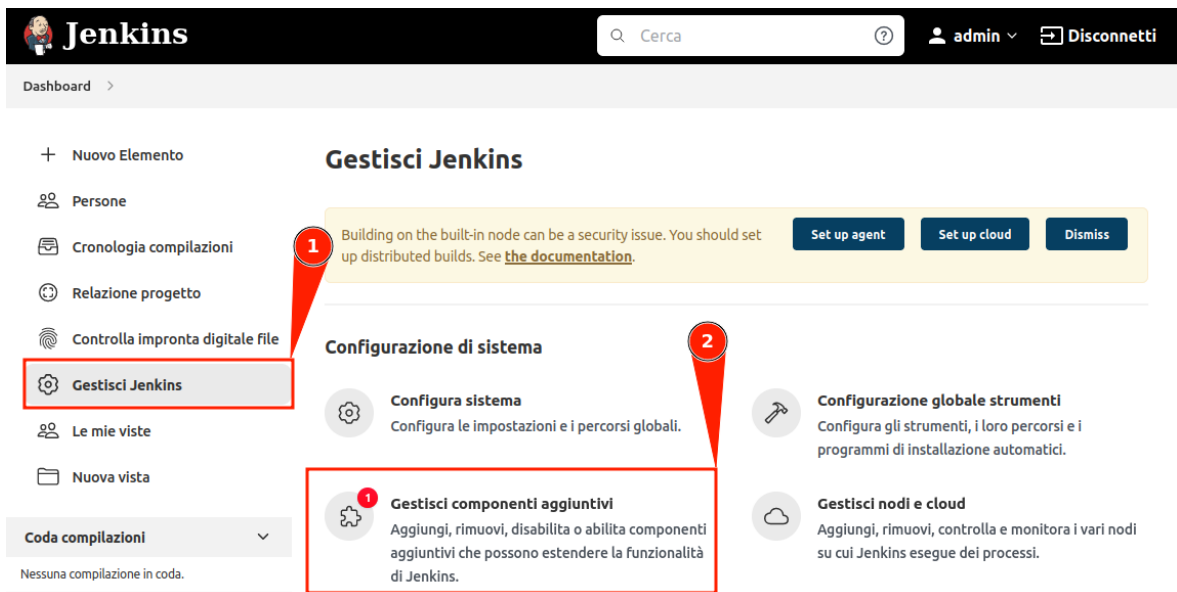 Jenkins
Cerca
admin
Disconnetti
Dashboard
Nuovo Elemento
Persone
Cronologia compilazioni
Relazione progetto
Controlla impronta digitale file
Gestisci Jenkins
Le mie viste
Nuova vista
Coda compilazioni
Nessuna compilazione in coda.
1
Gestisci Jenkins
Building on the built-in node can be a security issue. You should set
up distributed builds. See the documentation.
Set up agent
Set up cloud
Dismiss
2
Configurazione di sistema
Configura sistema
Configura le impostazioni e i percorsi globali.
Configurazione globale strumenti
Configura gli strumenti, i loro percorsi e i
programmi di installazione automatici.
1
Gestisci componenti aggiuntivi
Aggiungi, rimuovi, disabilita o abilita componenti
aggiuntivi che possono estendere la funzionalità
di Jenkins.
Gestisci nodi e cloud
Aggiungi, rimuovi, controlla e monitora i vari nodi
su cui Jenkins esegue dei processi.